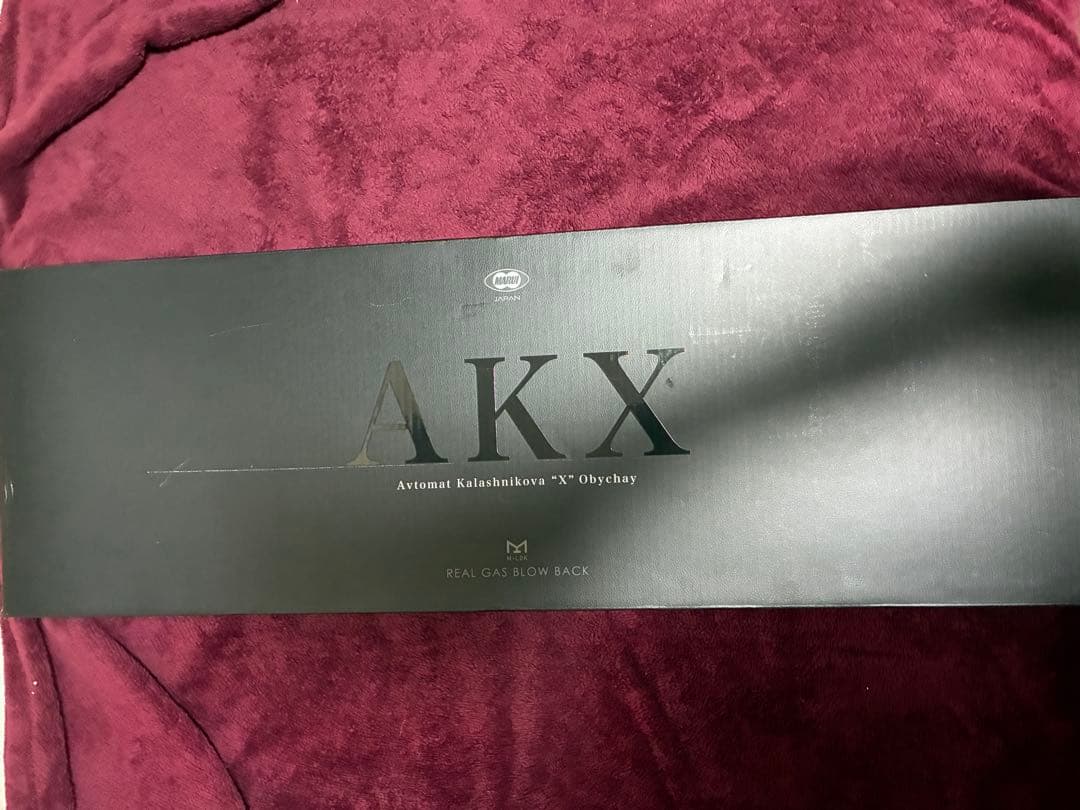 MARUI
JAPAN
AKX
Avtomat Kalashnikova “X” Obychay
M-LOK
REAL GAS BLOW BACK